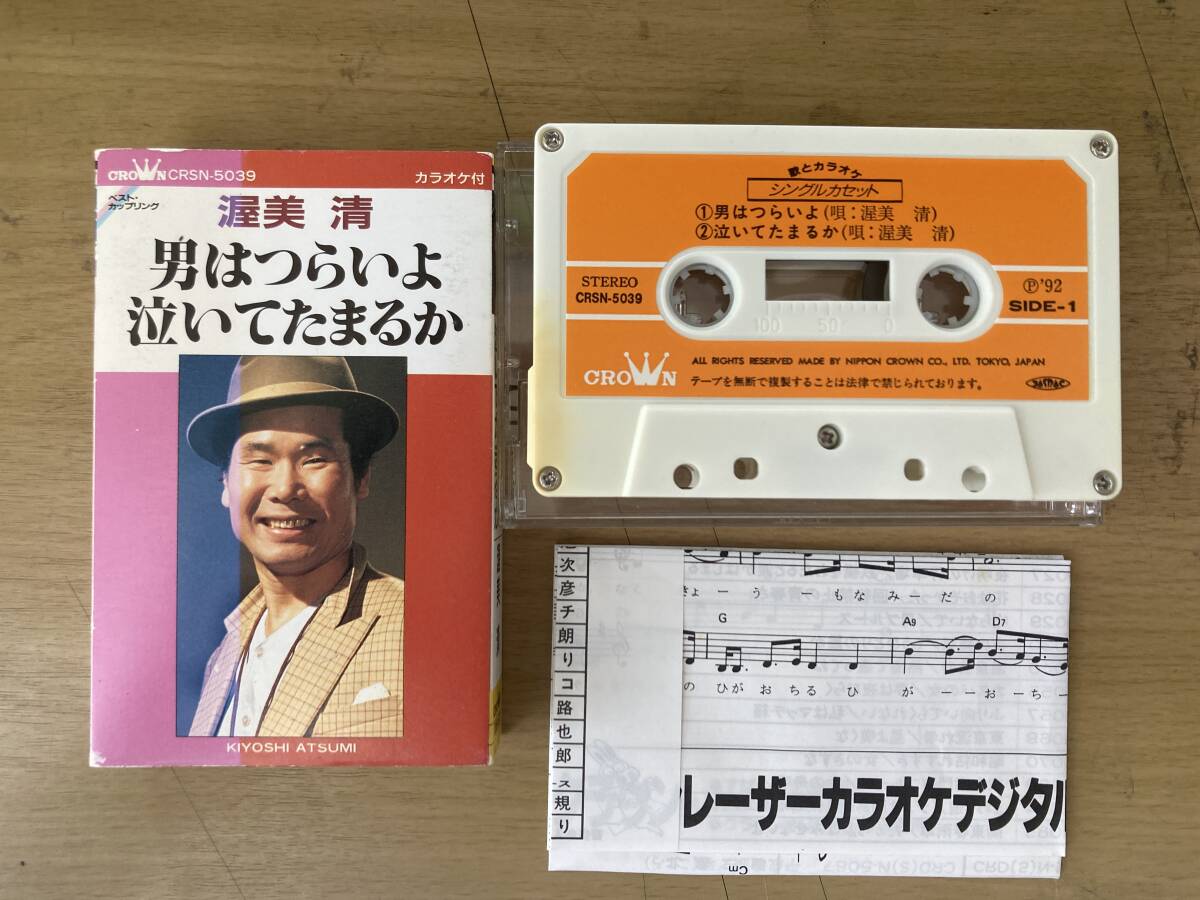 CROWN CRSN-5039
カラオケ付
ベスト・
カップリング
渥美 清
男はつらいよ
泣いてたまるか
KIYOSHI ATSUMI
歌とカラオケ
シングルカセット
①男はつらいよ(唄：渥美 清)
②泣いてたまるか(唄：渥美 清)
STEREO
CRSN-5039
Ⓟ'92
SIDE-1
100 50 0
CROWN
ALL RIGHTS RESERVED MADE BY NIPPON CROWN CO., LTD. TOKYO, JAPAN
テープを無断で複製することは法律で禁じられております。
JASRAC
次
彦
チ
朗
り
コ
路
也
郎
ース
規
り
きょ ー う ー も な み ー だ の
G A9 D7
の ひ が お ち る ひ が ー ー お ー ち ー
レーザーカラオケデジタル
Cm